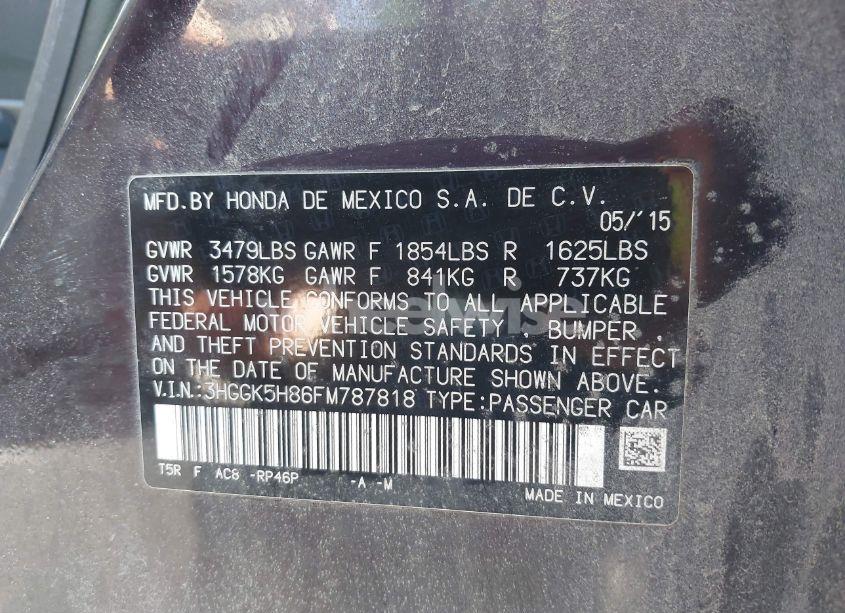 MFD.BY HONDA DE MEXICO S.A. DE C.V.
05/'15
GVWR 3479LBS GAWR F 1854LBS R 1625LBS
GVWR 1578KG GAWR F 841KG R 737KG
THIS VEHICLE CONFORMS TO ALL APPLICABLE
FEDERAL MOTOR VEHICLE SAFETY , BUMPER ,
AND THEFT PREVENTION STANDARDS IN EFFECT
ON THE DATE OF MANUFACTURE SHOWN ABOVE.
V.I.N.:3HGGK5H86FM787818 TYPE:PASSENGER CAR
T5R F AC8 -RP46P -A -M
MADE IN MEXICO